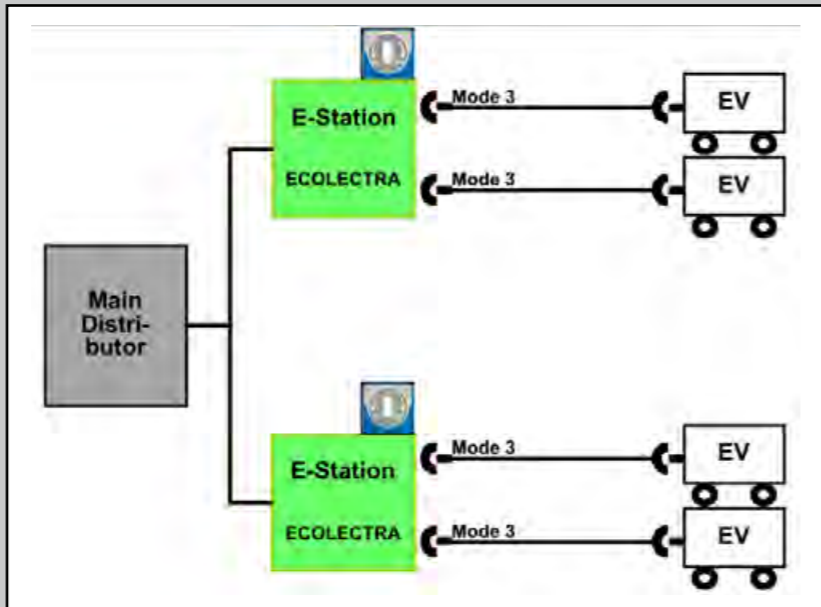 E-Station
ECOLECTRA
Mode 3
EV
Mode 3
EV
Main
Distri-
butor
E-Station
ECOLECTRA
Mode 3
EV
Mode 3
EV